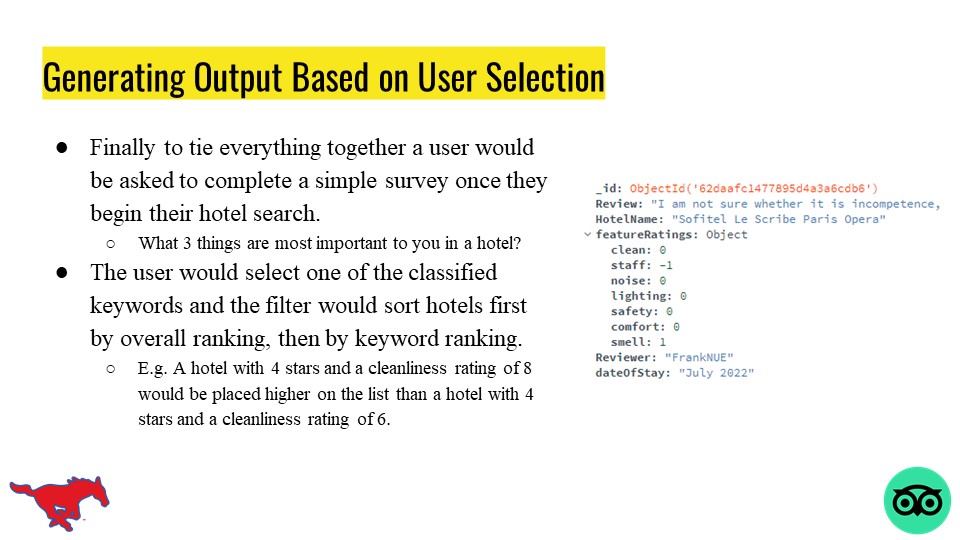 Generating Output Based on User Selection
● Finally to tie everything together a user would
be asked to complete a simple survey once they
begin their hotel search.
○ What 3 things are most important to you in a hotel?
● The user would select one of the classified
keywords and the filter would sort hotels first
by overall ranking, then by keyword ranking.
○ E.g. A hotel with 4 stars and a cleanliness rating of 8
would be placed higher on the list than a hotel with 4
stars and a cleanliness rating of 6.
_id: ObjectId('62daafc1477895d4a3a6cdb6')
Review: "I am not sure whether it is incompetence,
HotelName: "Sofitel Le Scribe Paris Opera"
featureRatings: Object
clean: 0
staff: -1
noise: 0
lighting: 0
safety: 0
comfort: 0
smell: 1
Reviewer: "FrankNUE"
dateOfStay: "July 2022"